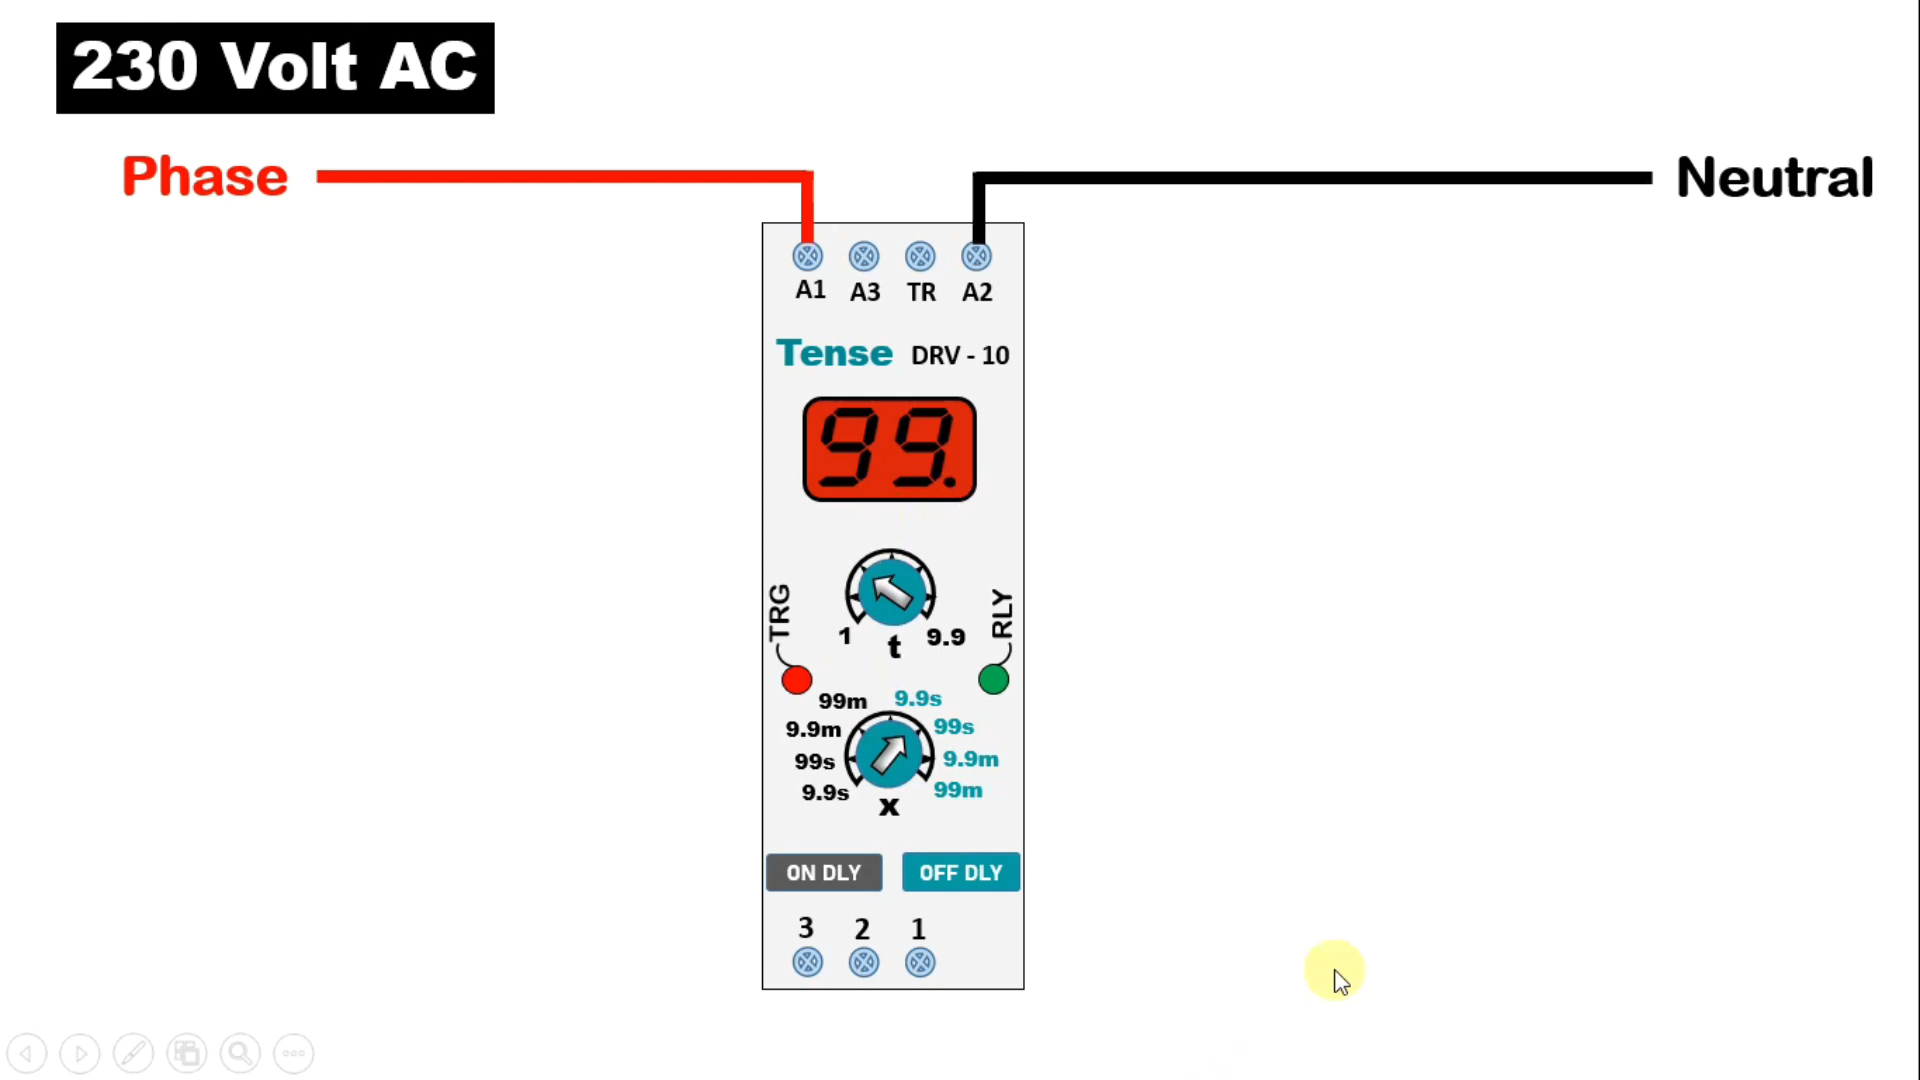 230 Volt AC
Phase
Neutral
A1 A3 TR A2
Tense DRV - 10
99.
TRG
RLY
1 t 9.9
99m 9.9s
9.9m 99s
99s 9.9m
9.9s 99m
x
ON DLY OFF DLY
3 2 1